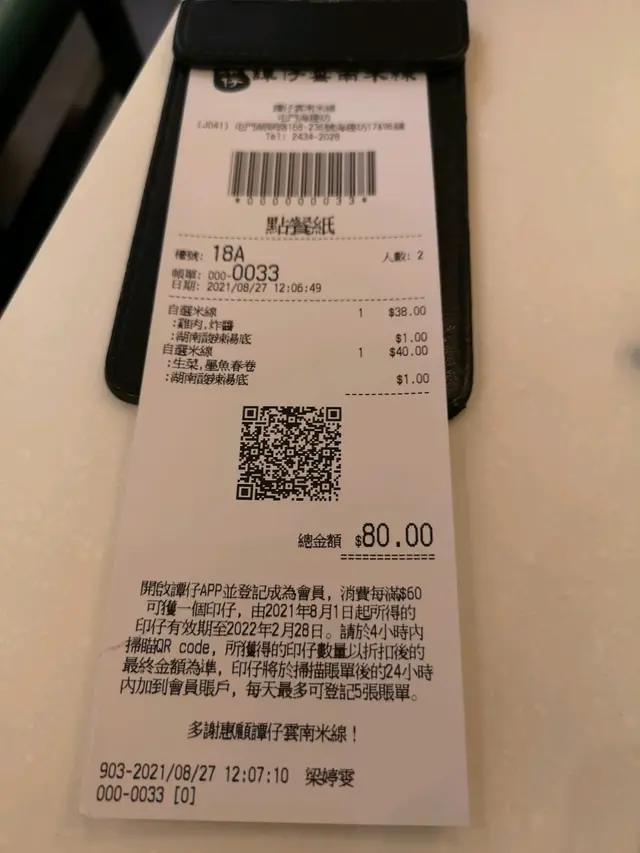 譚仔雲南米線
譚仔雲南米線
屯門海趣坊
Tel: 2434-2028
*000000033*
點餐紙
檯號: 18A 人數: 2
帳單: 000-0033
日期: 2021/08/27 12:06:49
自選米線 1 $38.00
:雞肉,炸醬
:湖南酸辣湯底 $1.00
自選米線 1 $40.00
:生菜,墨魚春卷
:湖南酸辣湯底 $1.00
總金額 $80.00
開啟譚仔APP並登記成為會員, 消費每滿$60
可獲一個印仔, 由2021年8月1日起所得的
印仔有效期至2022年2月28日。請於4小時內
掃瞄QR code, 所獲得的印仔數量以折扣後的
最終金額為準, 印仔將於掃描賬單後的24小時
內加到會員賬戶, 每天最多可登記5張賬單。
多謝惠顧譚仔雲南米線!
903-2021/08/27 12:07:10 梁婷雯
000-0033 [0]